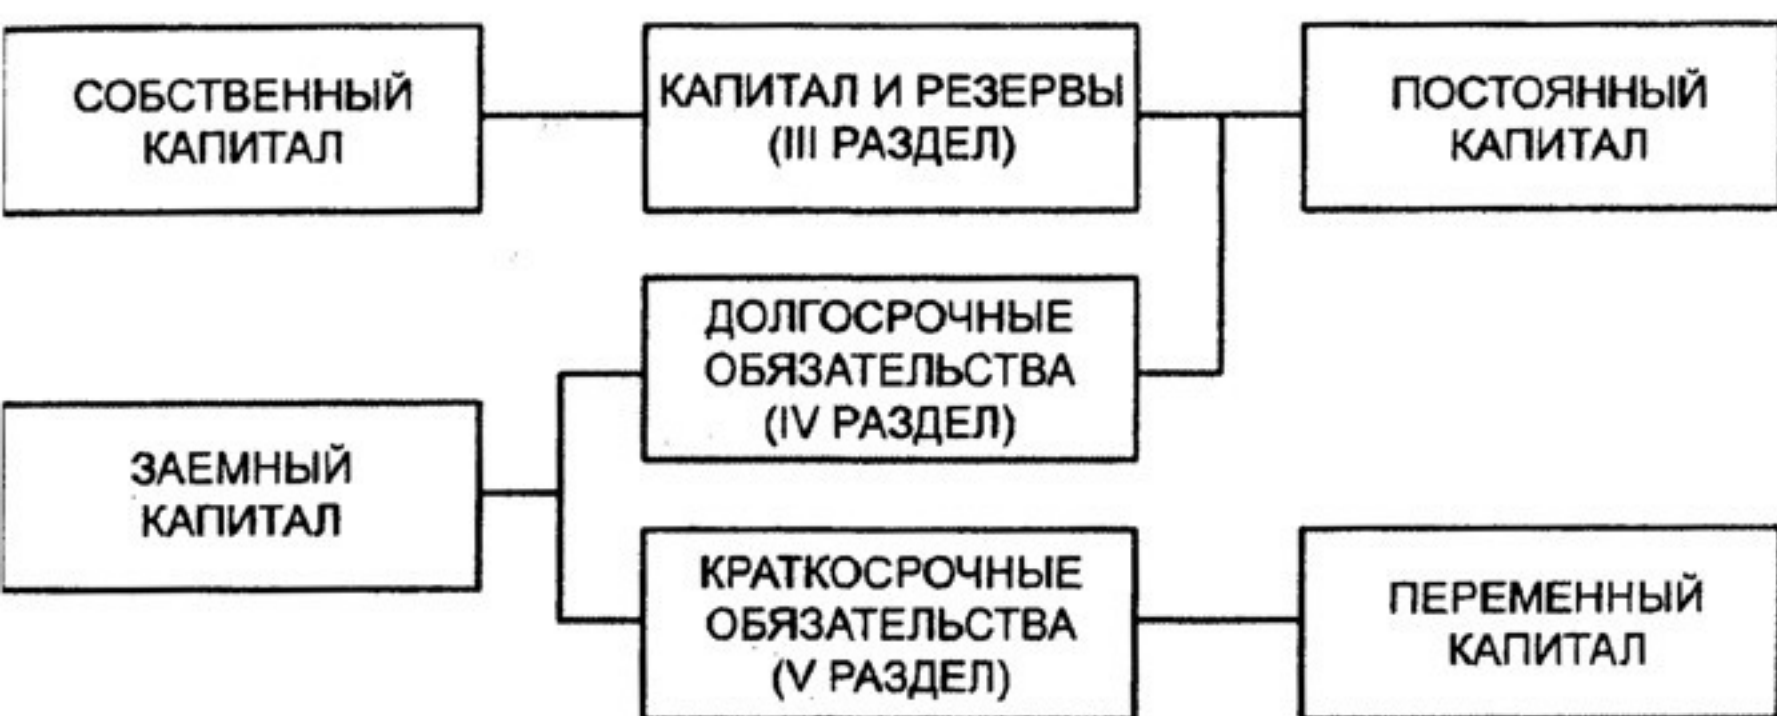 СОБСТВЕННЫЙ
КАПИТАЛ
КАПИТАЛ И РЕЗЕРВЫ
(III РАЗДЕЛ)
ПОСТОЯННЫЙ
КАПИТАЛ
ДОЛГОСРОЧНЫЕ
ОБЯЗАТЕЛЬСТВА
(IV РАЗДЕЛ)
ЗАЕМНЫЙ
КАПИТАЛ
КРАТКОСРОЧНЫЕ
ОБЯЗАТЕЛЬСТВА
(V РАЗДЕЛ)
ПЕРЕМЕННЫЙ
КАПИТАЛ